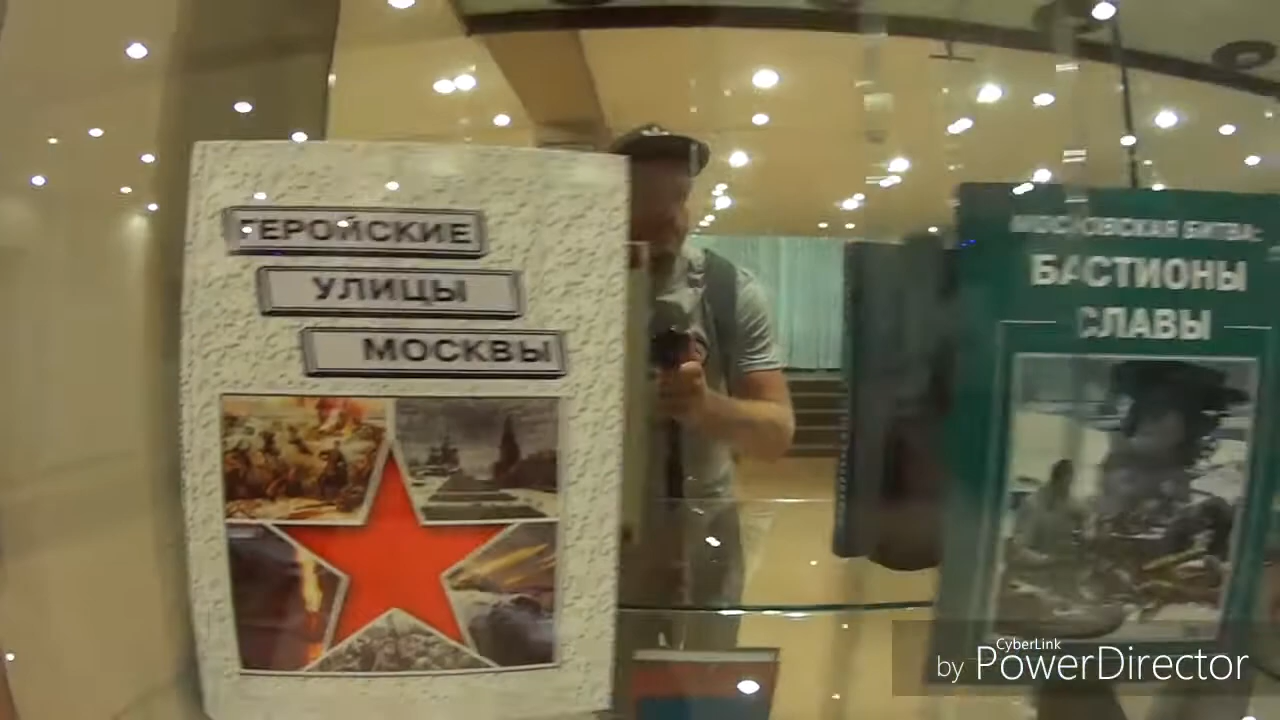 ГЕРОЙСКИЕ
УЛИЦЫ
МОСКВЫ
МОСКОВСКАЯ БИТВА:
БАСТИОНЫ
СЛАВЫ
CyberLink
by PowerDirector